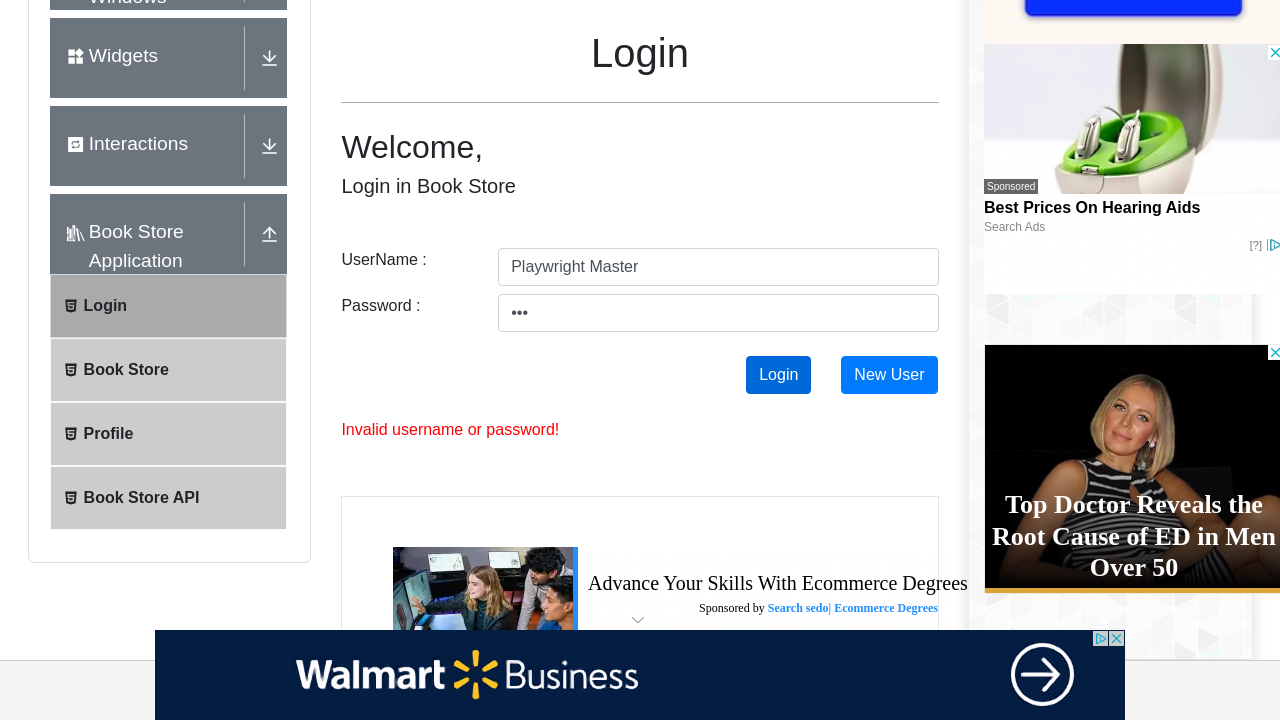 Widgets
Interactions
Book Store
Application
Login
Book Store
Profile
Book Store API
Login
Welcome,
Login in Book Store
UserName :
Playwright Master
Password :
•••
Login
New User
Invalid username or password!
Advance Your Skills With Ecommerce Degrees
Sponsored by Search sedo| Ecommerce Degrees
Sponsored
Best Prices On Hearing Aids
Search Ads
[?]
Top Doctor Reveals the
Root Cause of ED in Men
Over 50
Walmart Business